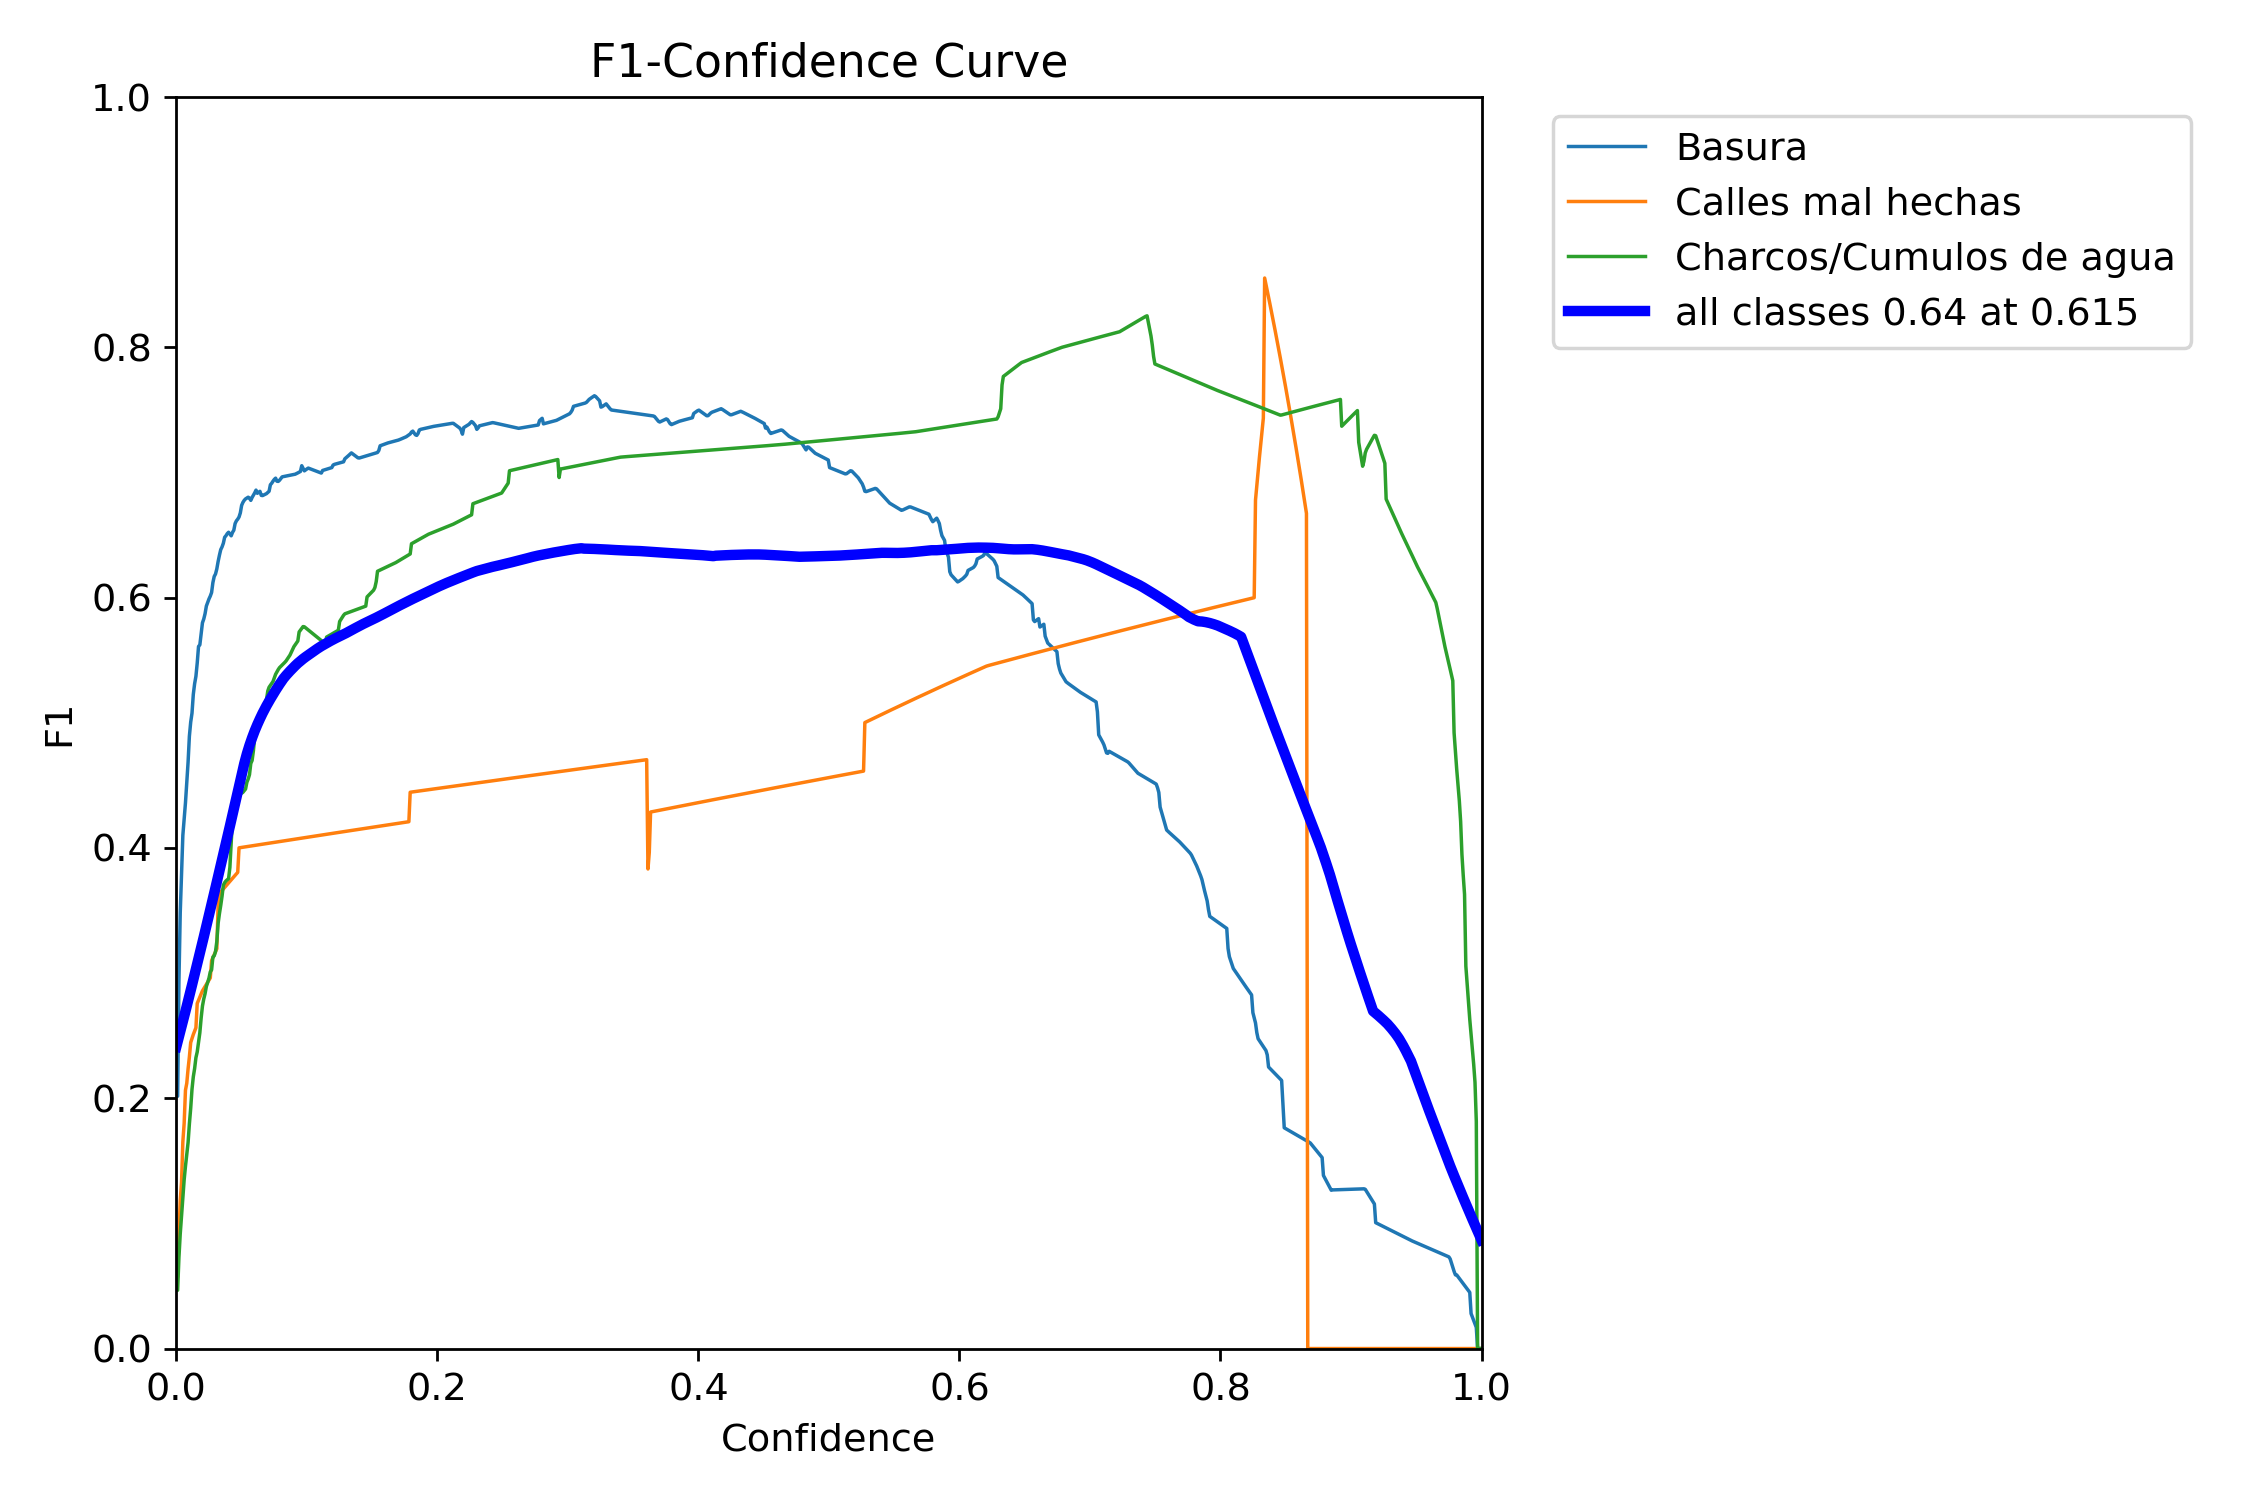 F1-Confidence Curve
1.0
0.8
0.6
0.4
0.2
0.0
F1
0.0 0.2 0.4 0.6 0.8 1.0
Confidence
Basura
Calles mal hechas
Charcos/Cumulos de agua
all classes 0.64 at 0.615